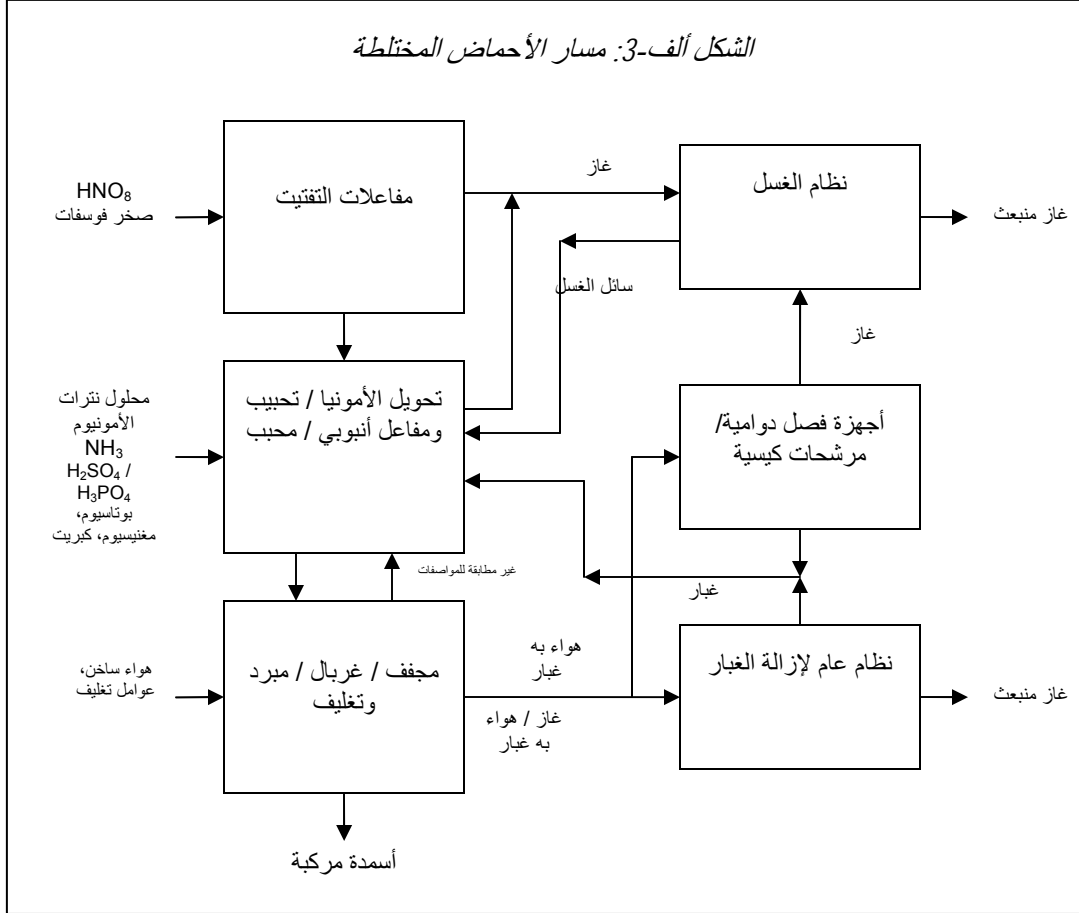 الشكل ألف-3: مسار الأحماض المختلطة
HNO₈
صخر فوسفات
مفاعلات التفتيت
غاز
نظام الغسل
غاز منبعث
سائل الغسل
غاز
محلول نترات
الأمونيوم
NH₃
H₂SO₄ /
H₃PO₄
بوتاسيوم،
مغنيسيوم، كبريت
تحويل الأمونيا / تحبيب
ومفاعل أنبوبي / محبب
أجهزة فصل دوامية/
مرشحات كيسية
غير مطابقة للمواصفات
غبار
هواء ساخن،
عوامل تغليف
مجفف / غربال / مبرد
وتغليف
هواء به
غبار
غاز / هواء
به غبار
نظام عام لإزالة الغبار
غاز منبعث
أسمدة مركبة